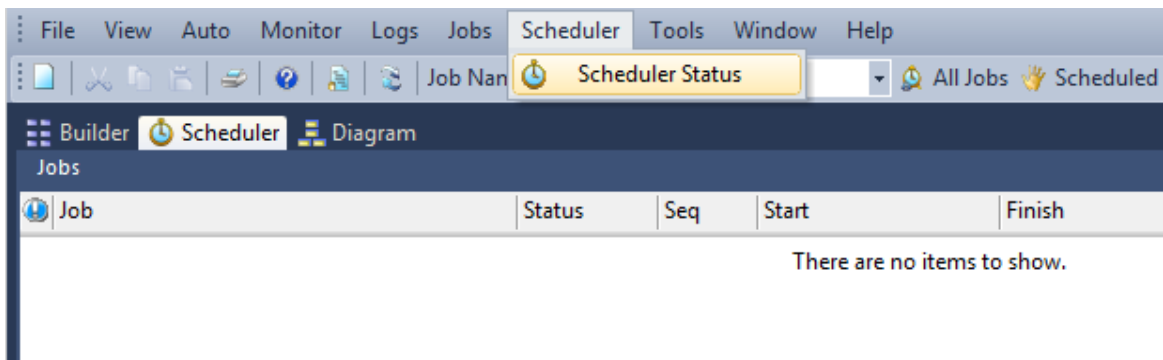 File View Auto Monitor Logs Jobs Scheduler Tools Window Help
Job Nan Scheduler Status All Jobs Scheduled
Builder Scheduler Diagram
Jobs
Job Status Seq Start Finish
There are no items to show.